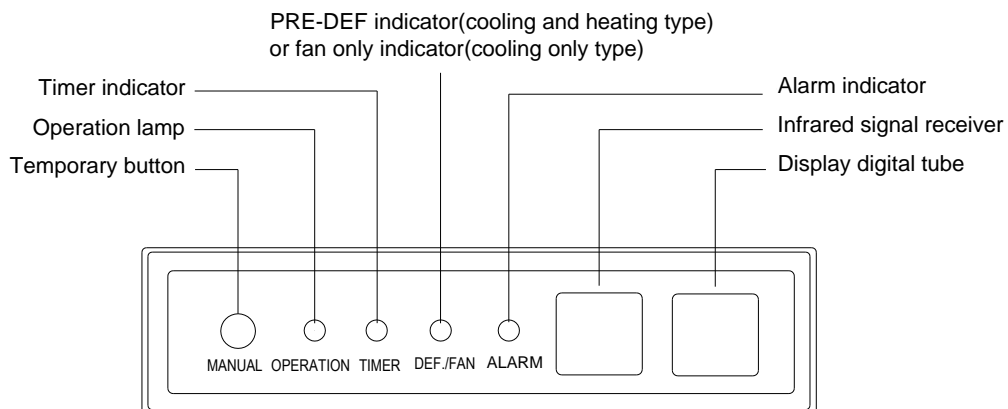 PRE-DEF indicator(cooling and heating type)
or fan only indicator(cooling only type)
Timer indicator
Alarm indicator
Operation lamp
Infrared signal receiver
Temporary button
Display digital tube
MANUAL OPERATION TIMER DEF./FAN ALARM